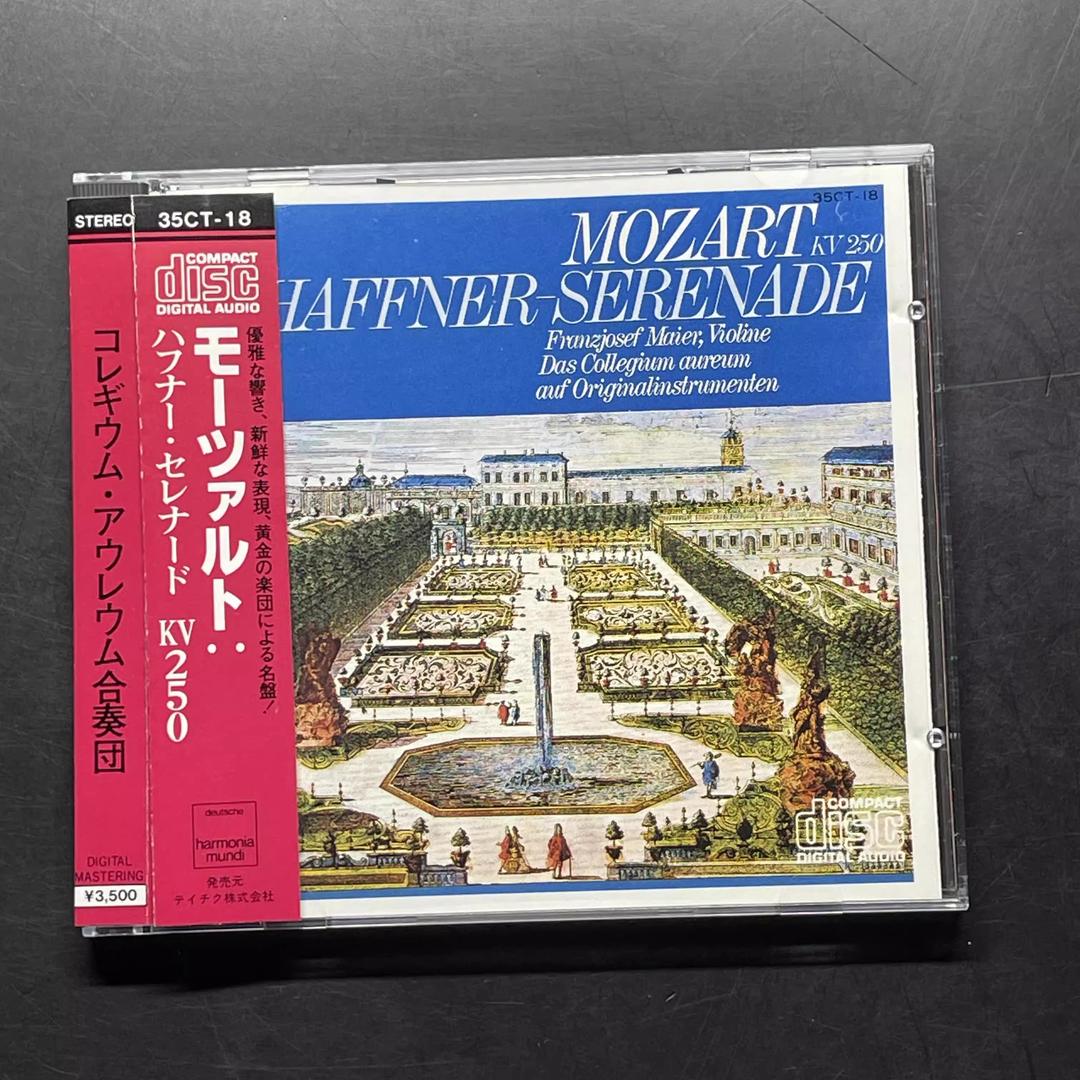 STEREO
コレギウム・アウレウム合奏団
DIGITAL
MASTERING
¥3,500
35CT-18
COMPACT
disc
DIGITAL AUDIO
優雅な響き、新鮮な表現、黄金の楽団による名盤!
モーツァルト:
ハフナー・セレナード KV250
deutsche
harmonia
mundi
発売元
テイチク株式会社
35CT-18
MOZART KV 250
HAFFNER-SERENADE
Franzjosef Maier, Violine
Das Collegium aureum
auf Originalinstrumenten
COMPACT
disc
DIGITAL AUDIO